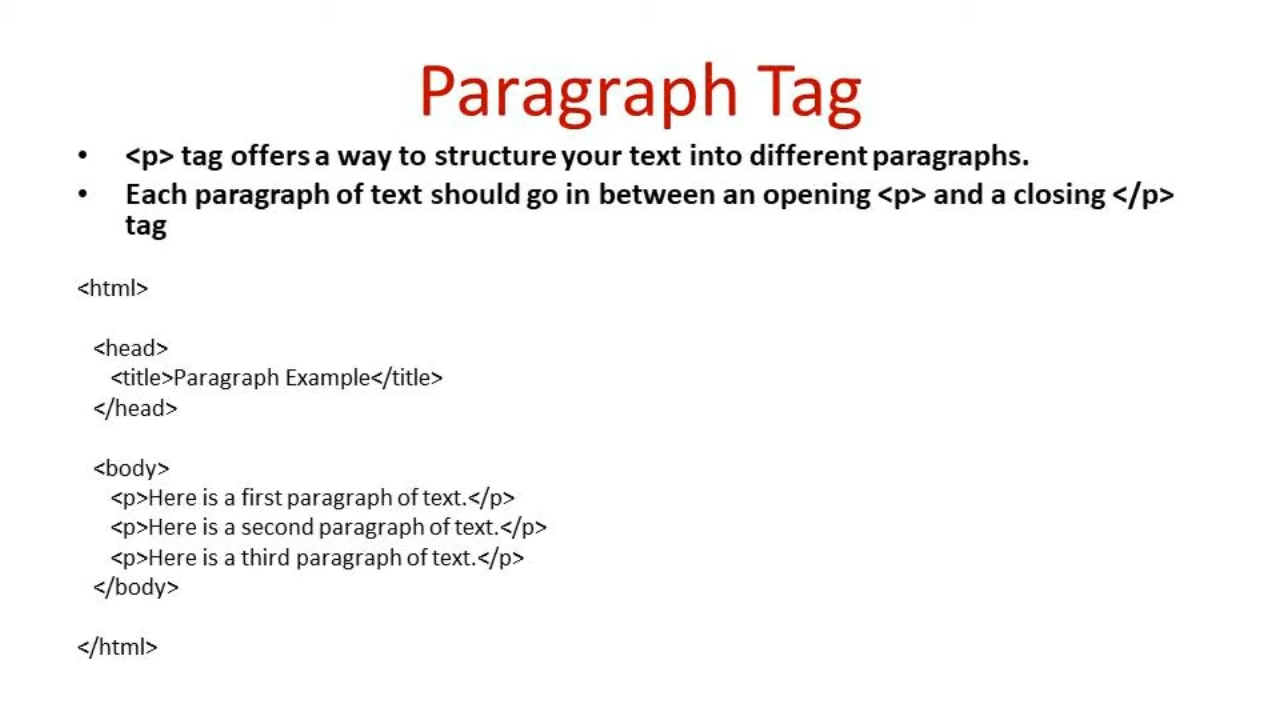 Paragraph Tag
• <p> tag offers a way to structure your text into different paragraphs.
• Each paragraph of text should go in between an opening <p> and a closing </p>
tag
<html>
<head>
<title>Paragraph Example</title>
</head>
<body>
<p>Here is a first paragraph of text.</p>
<p>Here is a second paragraph of text.</p>
<p>Here is a third paragraph of text.</p>
</body>
</html>